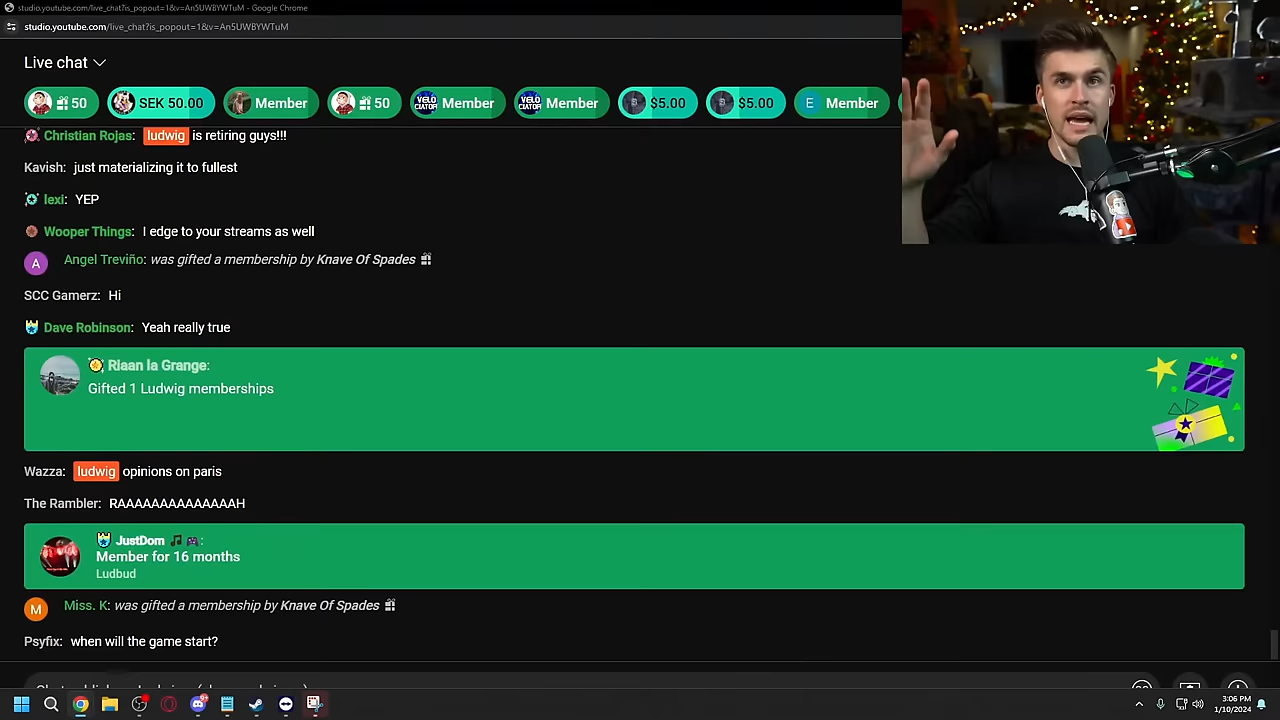 studio.youtube.com/live_chat?is_popout=1&v=An5UWBYWTuM - Google Chrome
studio.youtube.com/live_chat?is_popout=1&v=An5UWBYWTuM
Live chat
50
SEK 50.00
Member
50
VELOCIATOR
Member
VELOCIATOR
Member
$5.00
$5.00
E
Member
Christian Rojas: ludwig is retiring guys!!!
Kavish: just materializing it to fullest
lexi: YEP
Wooper Things: I edge to your streams as well
A
Angel Treviño: was gifted a membership by Knave Of Spades
SCC Gamerz: Hi
Dave Robinson: Yeah really true
Riaan la Grange:
Gifted 1 Ludwig memberships
Wazza: ludwig opinions on paris
The Rambler: RAAAAAAAAAAAAAAH
JustDom :
Member for 16 months
Ludbud
M
Miss. K: was gifted a membership by Knave Of Spades
Psyfix: when will the game start?
3:06 PM
1/10/2024